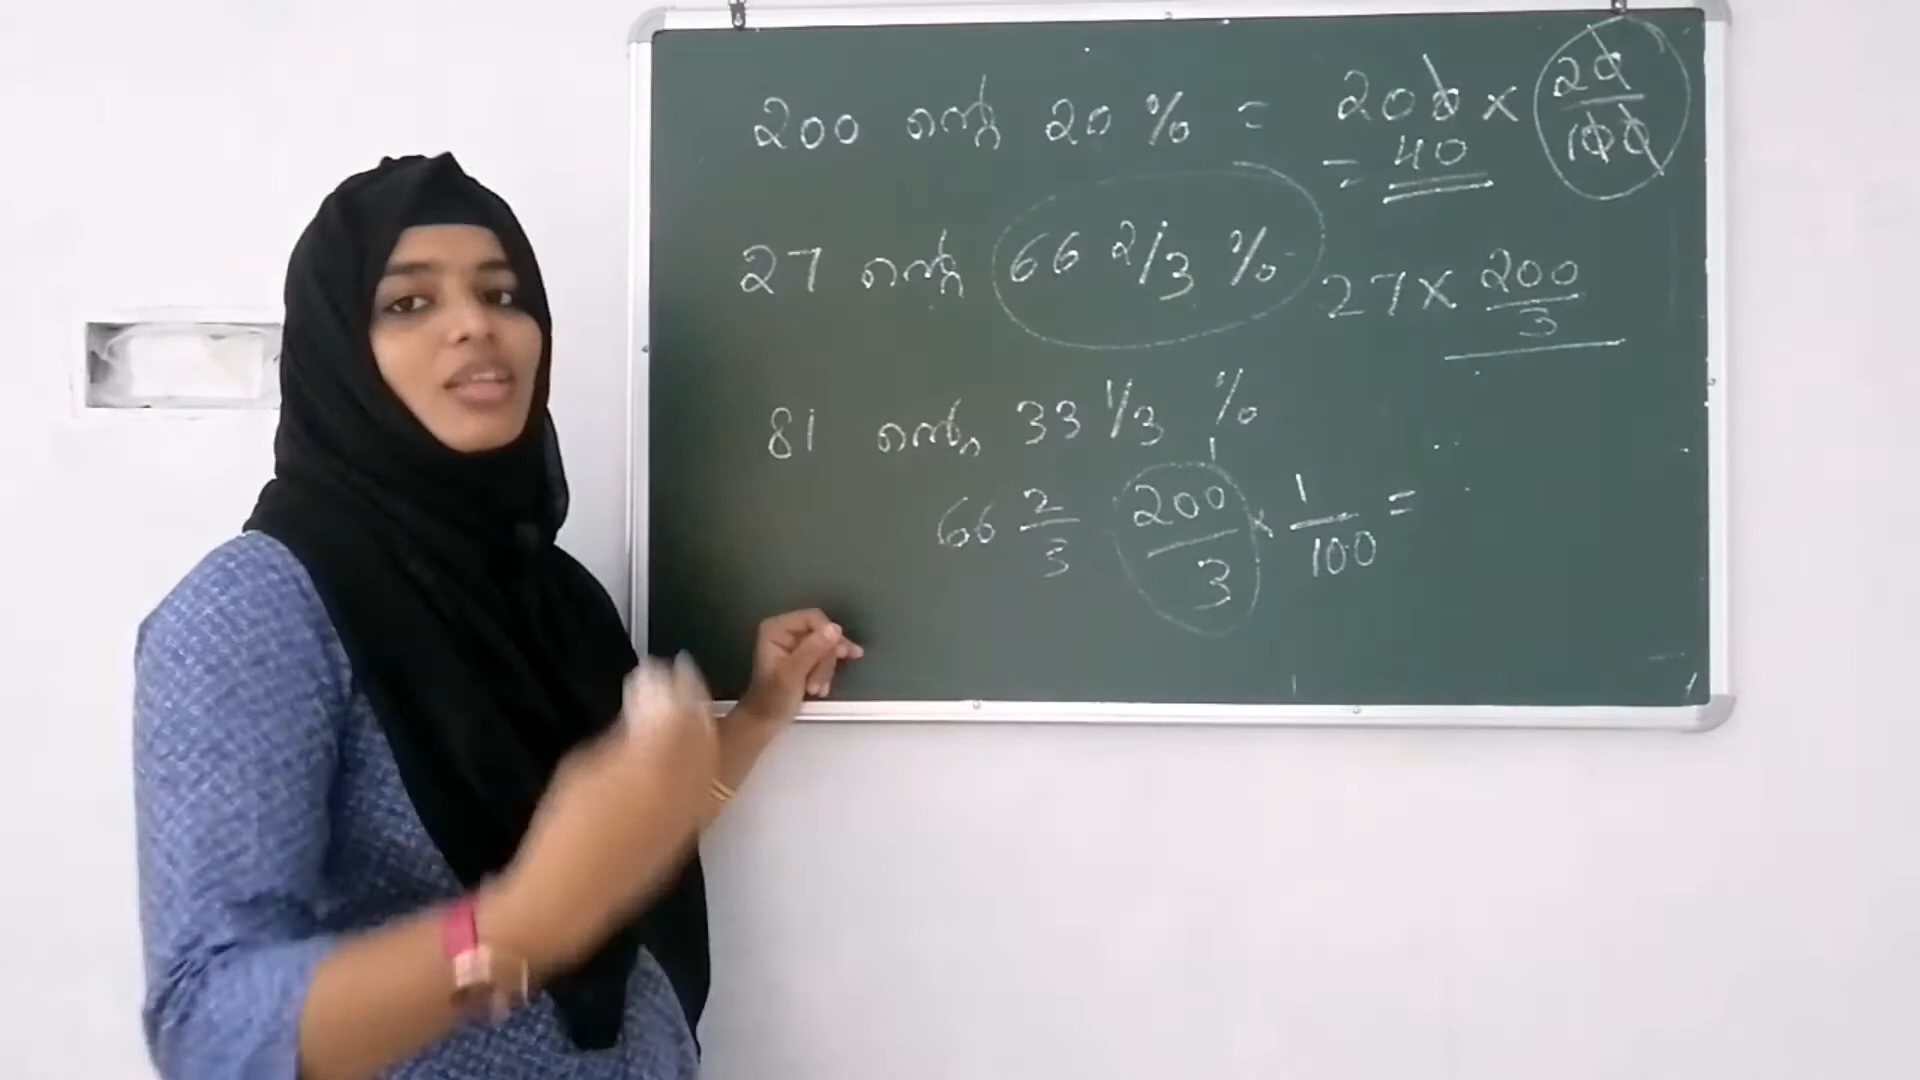 200 ന്റെ 20 % = 200 × 20/100
= 40
27 ന്റെ 66 2/3 % 27 × 200/3
81 ന്റെ 33 1/3 %
66 2/3 200/3 × 1/100 =